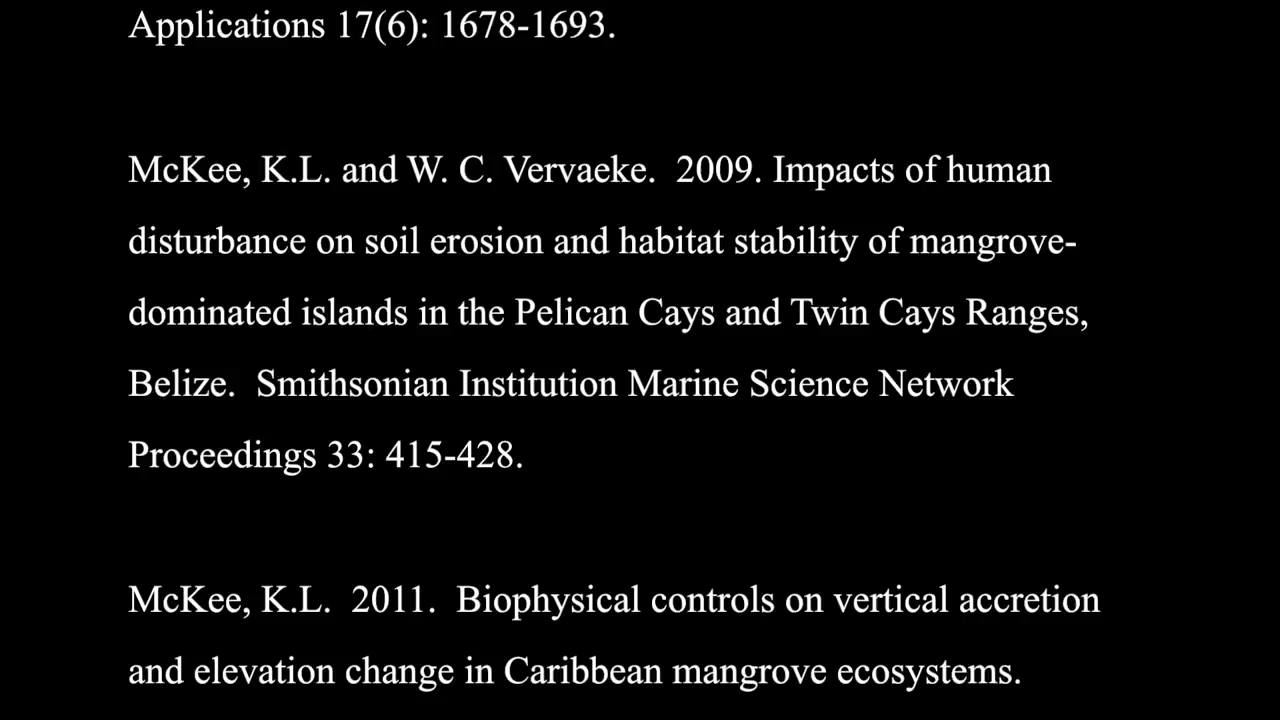 Applications 17(6): 1678-1693.
McKee, K.L. and W. C. Vervaeke.  2009. Impacts of human
disturbance on soil erosion and habitat stability of mangrove-
dominated islands in the Pelican Cays and Twin Cays Ranges,
Belize.  Smithsonian Institution Marine Science Network
Proceedings 33: 415-428.
McKee, K.L.  2011.  Biophysical controls on vertical accretion
and elevation change in Caribbean mangrove ecosystems.